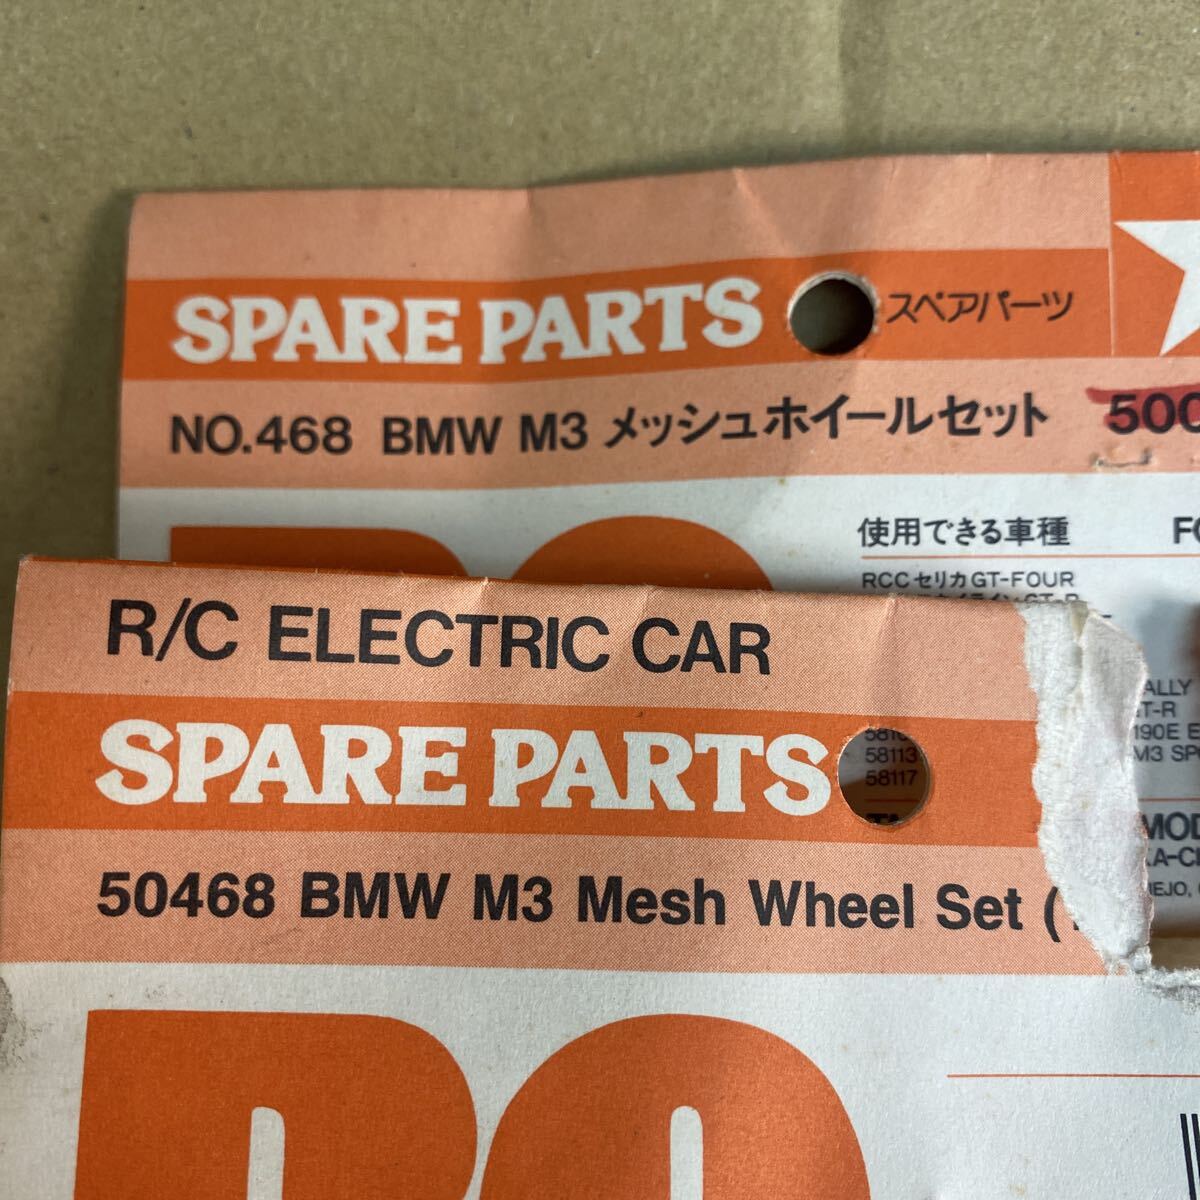 SPARE PARTS スペアパーツ
NO.468 BMW M3 メッシュホイールセット 500
使用できる車種
RCC セリカ GT-FOUR
R/C ELECTRIC CAR
SPARE PARTS
58113
58117
190E E
M3
50468 BMW M3 Mesh Wheel Set (